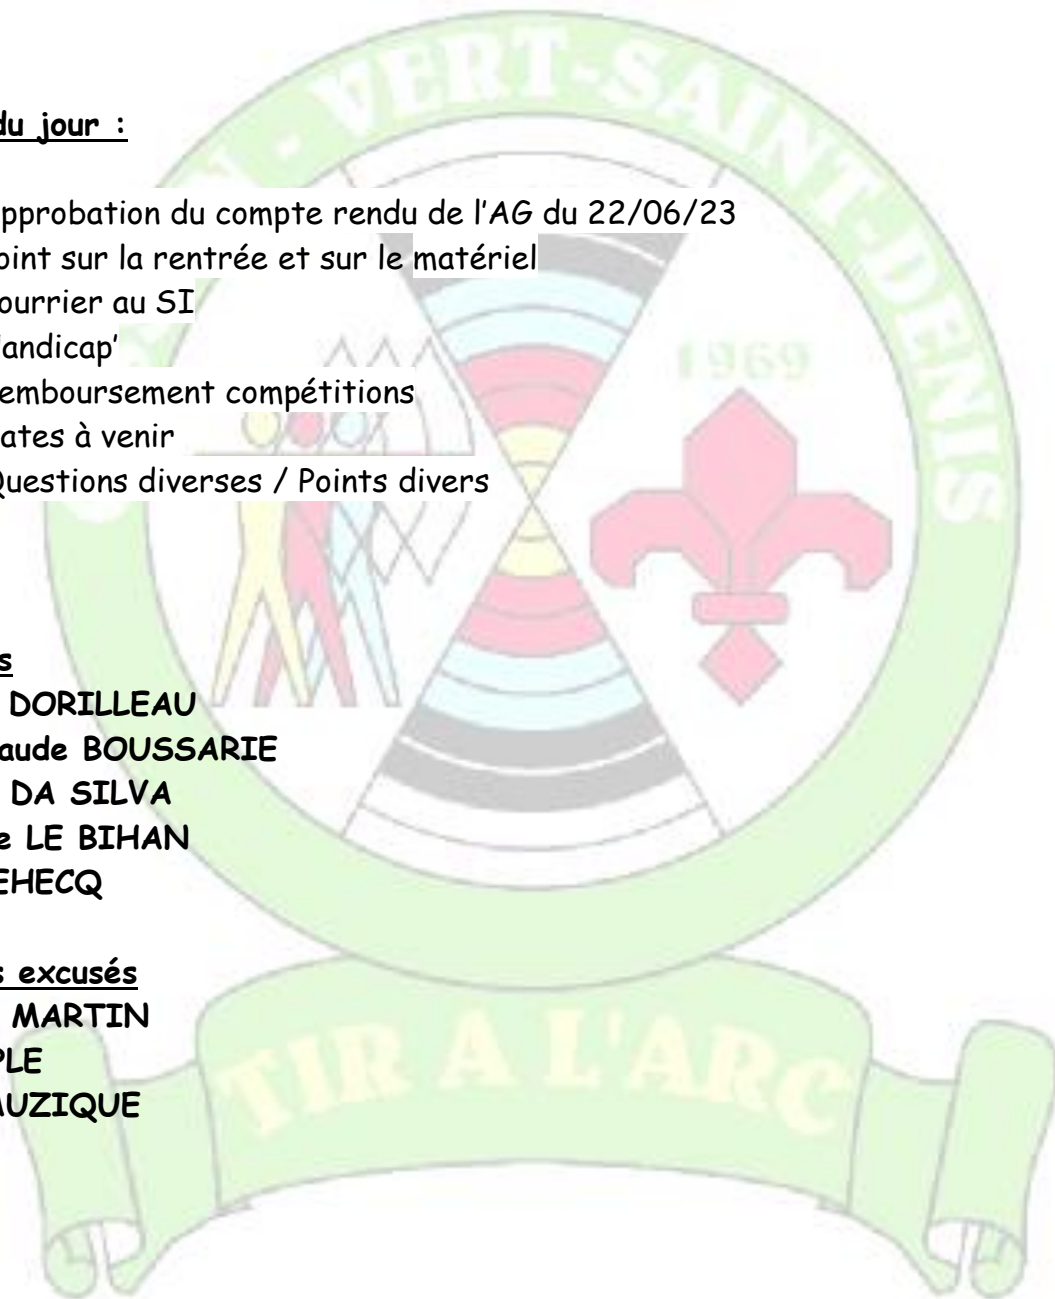 du jour :
pprobation du compte rendu de l'AG du 22/06/23
oint sur la rentrée et sur le matériel
ourrier au SI
andicap'
emboursement compétitions
ates à venir
Questions diverses / Points divers
s
DORILLEAU
aude BOUSSARIE
DA SILVA
e LE BIHAN
EHECQ
s excusés
MARTIN
PLE
MUZIQUE
N - VERT-SAINT-DENIS
1969
TIR A L'ARC